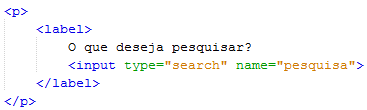 <p>
<label>
O que deseja pesquisar?
<input type="search" name="pesquisa">
</label>
</p>